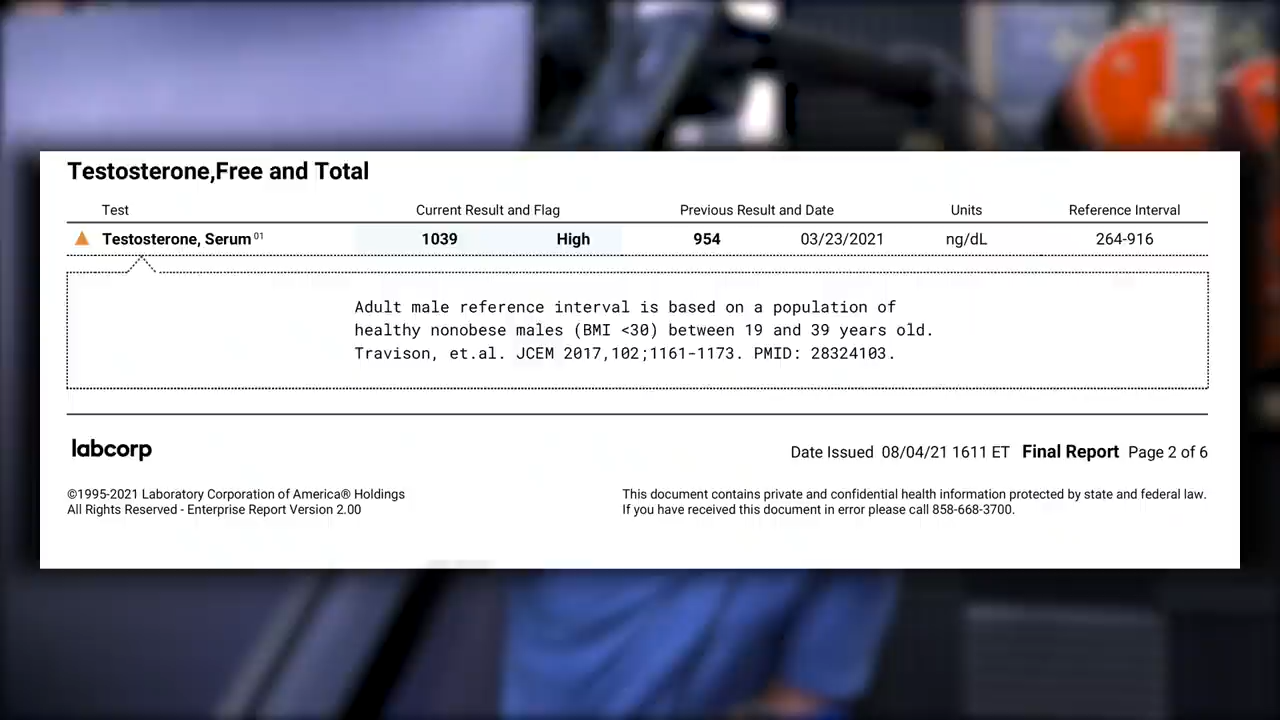 Testosterone,Free and Total
Test Current Result and Flag Previous Result and Date Units Reference Interval
Testosterone, Serum 01 1039 High 954 03/23/2021 ng/dL 264-916
Adult male reference interval is based on a population of
healthy nonobese males (BMI <30) between 19 and 39 years old.
Travison, et.al. JCEM 2017,102;1161-1173. PMID: 28324103.
labcorp
Date Issued 08/04/21 1611 ET Final Report Page 2 of 6
©1995-2021 Laboratory Corporation of America® Holdings
All Rights Reserved - Enterprise Report Version 2.00
This document contains private and confidential health information protected by state and federal law.
If you have received this document in error please call 858-668-3700.